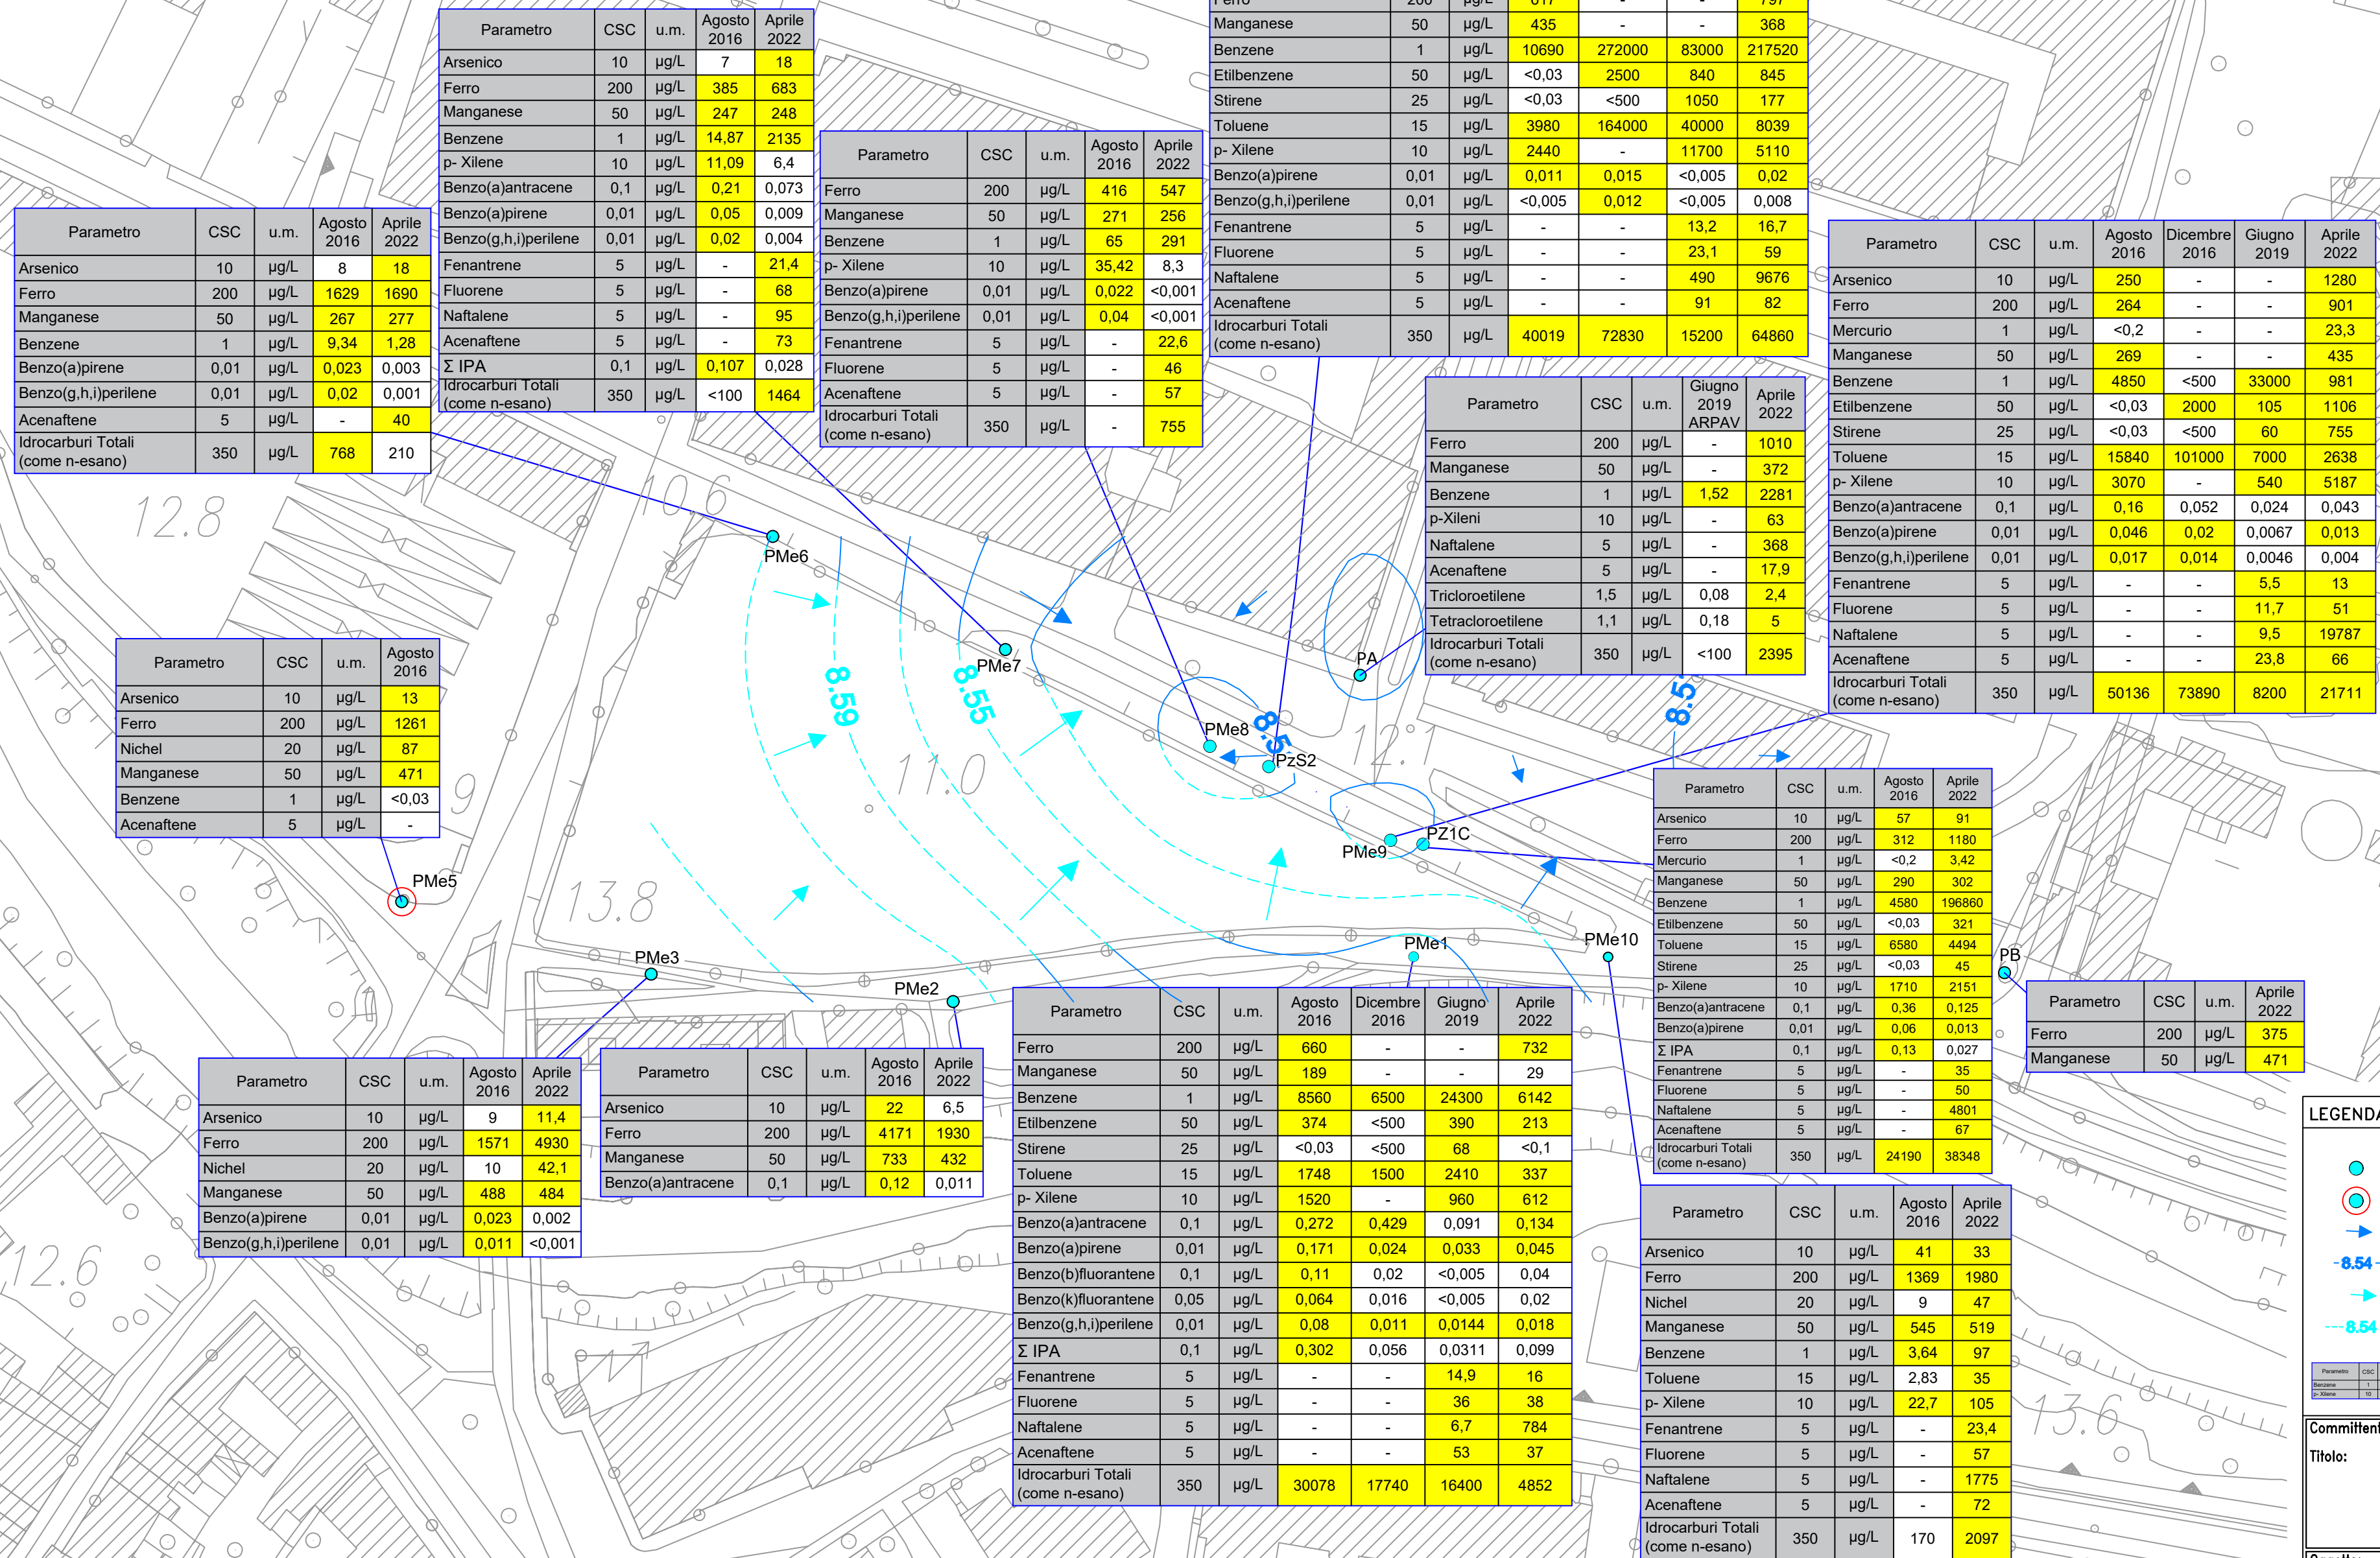 Parametro CSC u.m. Agosto 2016 Aprile 2022
Arsenico 10 µg/L 7 18
Ferro 200 µg/L 385 683
Manganese 50 µg/L 247 248
Benzene 1 µg/L 14,87 2135
p- Xilene 10 µg/L 11,09 6,4
Benzo(a)antracene 0,1 µg/L 0,21 0,073
Benzo(a)pirene 0,01 µg/L 0,05 0,009
Benzo(g,h,i)perilene 0,01 µg/L 0,02 0,004
Fenantrene 5 µg/L - 21,4
Fluorene 5 µg/L - 68
Naftalene 5 µg/L - 95
Acenaftene 5 µg/L - 73
Σ IPA 0,1 µg/L 0,107 0,028
Idrocarburi Totali (come n-esano) 350 µg/L <100 1464
Ferro 200 µg/L 617 - - 797
Manganese 50 µg/L 435 - - 368
Benzene 1 µg/L 10690 272000 83000 217520
Etilbenzene 50 µg/L <0,03 2500 840 845
Stirene 25 µg/L <0,03 <500 1050 177
Toluene 15 µg/L 3980 164000 40000 8039
p- Xilene 10 µg/L 2440 - 11700 5110
Benzo(a)pirene 0,01 µg/L 0,011 0,015 <0,005 0,02
Benzo(g,h,i)perilene 0,01 µg/L <0,005 0,012 <0,005 0,008
Fenantrene 5 µg/L - - 13,2 16,7
Fluorene 5 µg/L - - 23,1 59
Naftalene 5 µg/L - - 490 9676
Acenaftene 5 µg/L - - 91 82
Idrocarburi Totali (come n-esano) 350 µg/L 40019 72830 15200 64860
Parametro CSC u.m. Agosto 2016 Aprile 2022
Ferro 200 µg/L 416 547
Manganese 50 µg/L 271 256
Benzene 1 µg/L 65 291
p- Xilene 10 µg/L 35,42 8,3
Benzo(a)pirene 0,01 µg/L 0,022 <0,001
Benzo(g,h,i)perilene 0,01 µg/L 0,04 <0,001
Fenantrene 5 µg/L - 22,6
Fluorene 5 µg/L - 46
Acenaftene 5 µg/L - 57
Idrocarburi Totali (come n-esano) 350 µg/L - 755
Parametro CSC u.m. Agosto 2016 Aprile 2022
Arsenico 10 µg/L 8 18
Ferro 200 µg/L 1629 1690
Manganese 50 µg/L 267 277
Benzene 1 µg/L 9,34 1,28
Benzo(a)pirene 0,01 µg/L 0,023 0,003
Benzo(g,h,i)perilene 0,01 µg/L 0,02 0,001
Acenaftene 5 µg/L - 40
Idrocarburi Totali (come n-esano) 350 µg/L 768 210
Parametro CSC u.m. Agosto 2016 Dicembre 2016 Giugno 2019 Aprile 2022
Arsenico 10 µg/L 250 - - 1280
Ferro 200 µg/L 264 - - 901
Mercurio 1 µg/L <0,2 - - 23,3
Manganese 50 µg/L 269 - - 435
Benzene 1 µg/L 4850 <500 33000 981
Etilbenzene 50 µg/L <0,03 2000 105 1106
Stirene 25 µg/L <0,03 <500 60 755
Toluene 15 µg/L 15840 101000 7000 2638
p- Xilene 10 µg/L 3070 - 540 5187
Benzo(a)antracene 0,1 µg/L 0,16 0,052 0,024 0,043
Benzo(a)pirene 0,01 µg/L 0,046 0,02 0,0067 0,013
Benzo(g,h,i)perilene 0,01 µg/L 0,017 0,014 0,0046 0,004
Fenantrene 5 µg/L - - 5,5 13
Fluorene 5 µg/L - - 11,7 51
Naftalene 5 µg/L - - 9,5 19787
Acenaftene 5 µg/L - - 23,8 66
Idrocarburi Totali (come n-esano) 350 µg/L 50136 73890 8200 21711
Parametro CSC u.m. Giugno 2019 ARPAV Aprile 2022
Ferro 200 µg/L - 1010
Manganese 50 µg/L - 372
Benzene 1 µg/L 1,52 2281
p-Xileni 10 µg/L - 63
Naftalene 5 µg/L - 368
Acenaftene 5 µg/L - 17,9
Tricloroetilene 1,5 µg/L 0,08 2,4
Tetracloroetilene 1,1 µg/L 0,18 5
Idrocarburi Totali (come n-esano) 350 µg/L <100 2395
12.8
10.6
PMe6
PMe7
PA
8.59
8.55
8.5
8.5
PMe8
PzS2
11.0
12.1
9
PMe9
PZ1C
Parametro CSC u.m. Agosto 2016
Arsenico 10 µg/L 13
Ferro 200 µg/L 1261
Nichel 20 µg/L 87
Manganese 50 µg/L 471
Benzene 1 µg/L <0,03
Acenaftene 5 µg/L -
PMe5
13.8
PMe3
PMe2
PMe1
PMe10
PB
Parametro CSC u.m. Agosto 2016 Aprile 2022
Arsenico 10 µg/L 57 91
Ferro 200 µg/L 312 1180
Mercurio 1 µg/L <0,2 3,42
Manganese 50 µg/L 290 302
Benzene 1 µg/L 4580 196860
Etilbenzene 50 µg/L <0,03 321
Toluene 15 µg/L 6580 4494
Stirene 25 µg/L <0,03 45
p- Xilene 10 µg/L 1710 2151
Benzo(a)antracene 0,1 µg/L 0,36 0,125
Benzo(a)pirene 0,01 µg/L 0,06 0,013
Σ IPA 0,1 µg/L 0,13 0,027
Fenantrene 5 µg/L - 35
Fluorene 5 µg/L - 50
Naftalene 5 µg/L - 4801
Acenaftene 5 µg/L - 67
Idrocarburi Totali (come n-esano) 350 µg/L 24190 38348
Parametro CSC u.m. Aprile 2022
Ferro 200 µg/L 375
Manganese 50 µg/L 471
Parametro CSC u.m. Agosto 2016 Aprile 2022
Arsenico 10 µg/L 9 11,4
Ferro 200 µg/L 1571 4930
Nichel 20 µg/L 10 42,1
Manganese 50 µg/L 488 484
Benzo(a)pirene 0,01 µg/L 0,023 0,002
Benzo(g,h,i)perilene 0,01 µg/L 0,011 <0,001
Parametro CSC u.m. Agosto 2016 Aprile 2022
Arsenico 10 µg/L 22 6,5
Ferro 200 µg/L 4171 1930
Manganese 50 µg/L 733 432
Benzo(a)antracene 0,1 µg/L 0,12 0,011
Parametro CSC u.m. Agosto 2016 Dicembre 2016 Giugno 2019 Aprile 2022
Ferro 200 µg/L 660 - - 732
Manganese 50 µg/L 189 - - 29
Benzene 1 µg/L 8560 6500 24300 6142
Etilbenzene 50 µg/L 374 <500 390 213
Stirene 25 µg/L <0,03 <500 68 <0,1
Toluene 15 µg/L 1748 1500 2410 337
p- Xilene 10 µg/L 1520 - 960 612
Benzo(a)antracene 0,1 µg/L 0,272 0,429 0,091 0,134
Benzo(a)pirene 0,01 µg/L 0,171 0,024 0,033 0,045
Benzo(b)fluorantene 0,1 µg/L 0,11 0,02 <0,005 0,04
Benzo(k)fluorantene 0,05 µg/L 0,064 0,016 <0,005 0,02
Benzo(g,h,i)perilene 0,01 µg/L 0,08 0,011 0,0144 0,018
Σ IPA 0,1 µg/L 0,302 0,056 0,0311 0,099
Fenantrene 5 µg/L - - 14,9 16
Fluorene 5 µg/L - - 36 38
Naftalene 5 µg/L - - 6,7 784
Acenaftene 5 µg/L - - 53 37
Idrocarburi Totali (come n-esano) 350 µg/L 30078 17740 16400 4852
Parametro CSC u.m. Agosto 2016 Aprile 2022
Arsenico 10 µg/L 41 33
Ferro 200 µg/L 1369 1980
Nichel 20 µg/L 9 47
Manganese 50 µg/L 545 519
Benzene 1 µg/L 3,64 97
Toluene 15 µg/L 2,83 35
p- Xilene 10 µg/L 22,7 105
Fenantrene 5 µg/L - 23,4
Fluorene 5 µg/L - 57
Naftalene 5 µg/L - 1775
Acenaftene 5 µg/L - 72
Idrocarburi Totali (come n-esano) 350 µg/L 170 2097
12.6
13.6
LEGENDA
8.54
8.54
Parametro CSC
Benzene 1
p- Xilene 10
Committent
Titolo: